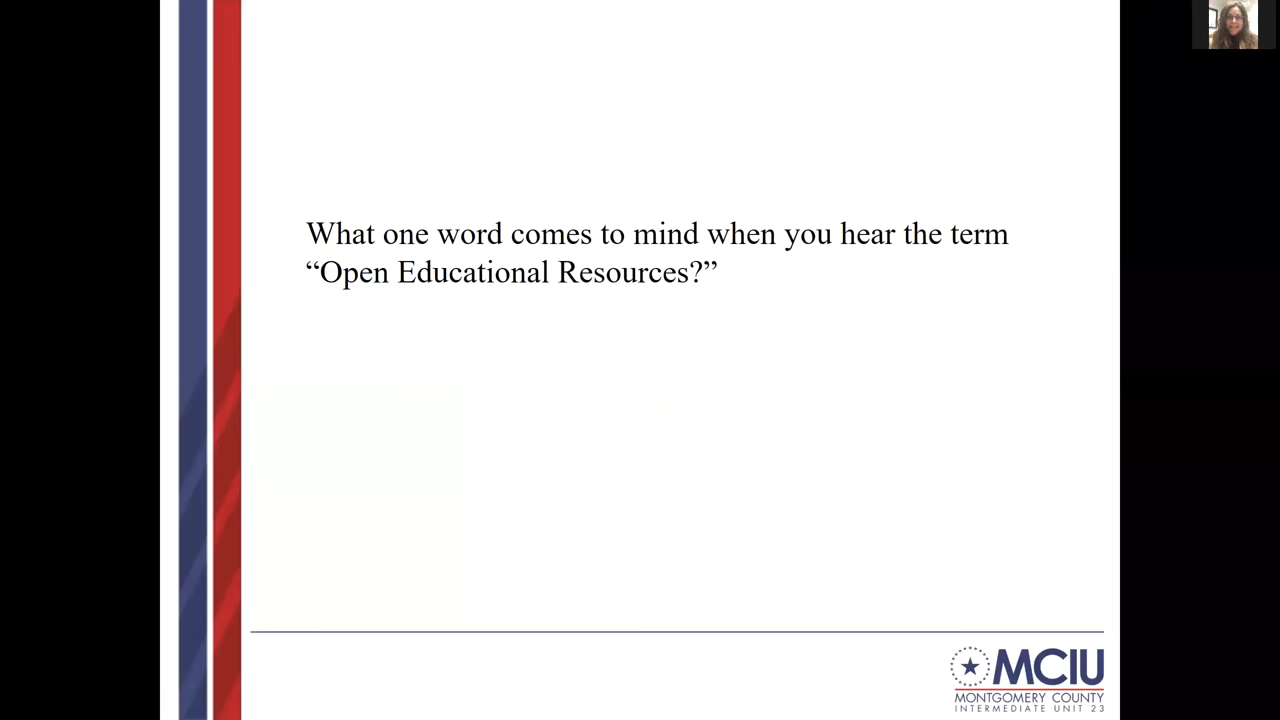 What one word comes to mind when you hear the term
“Open Educational Resources?”
MCIU
MONTGOMERY COUNTY
INTERMEDIATE UNIT 23